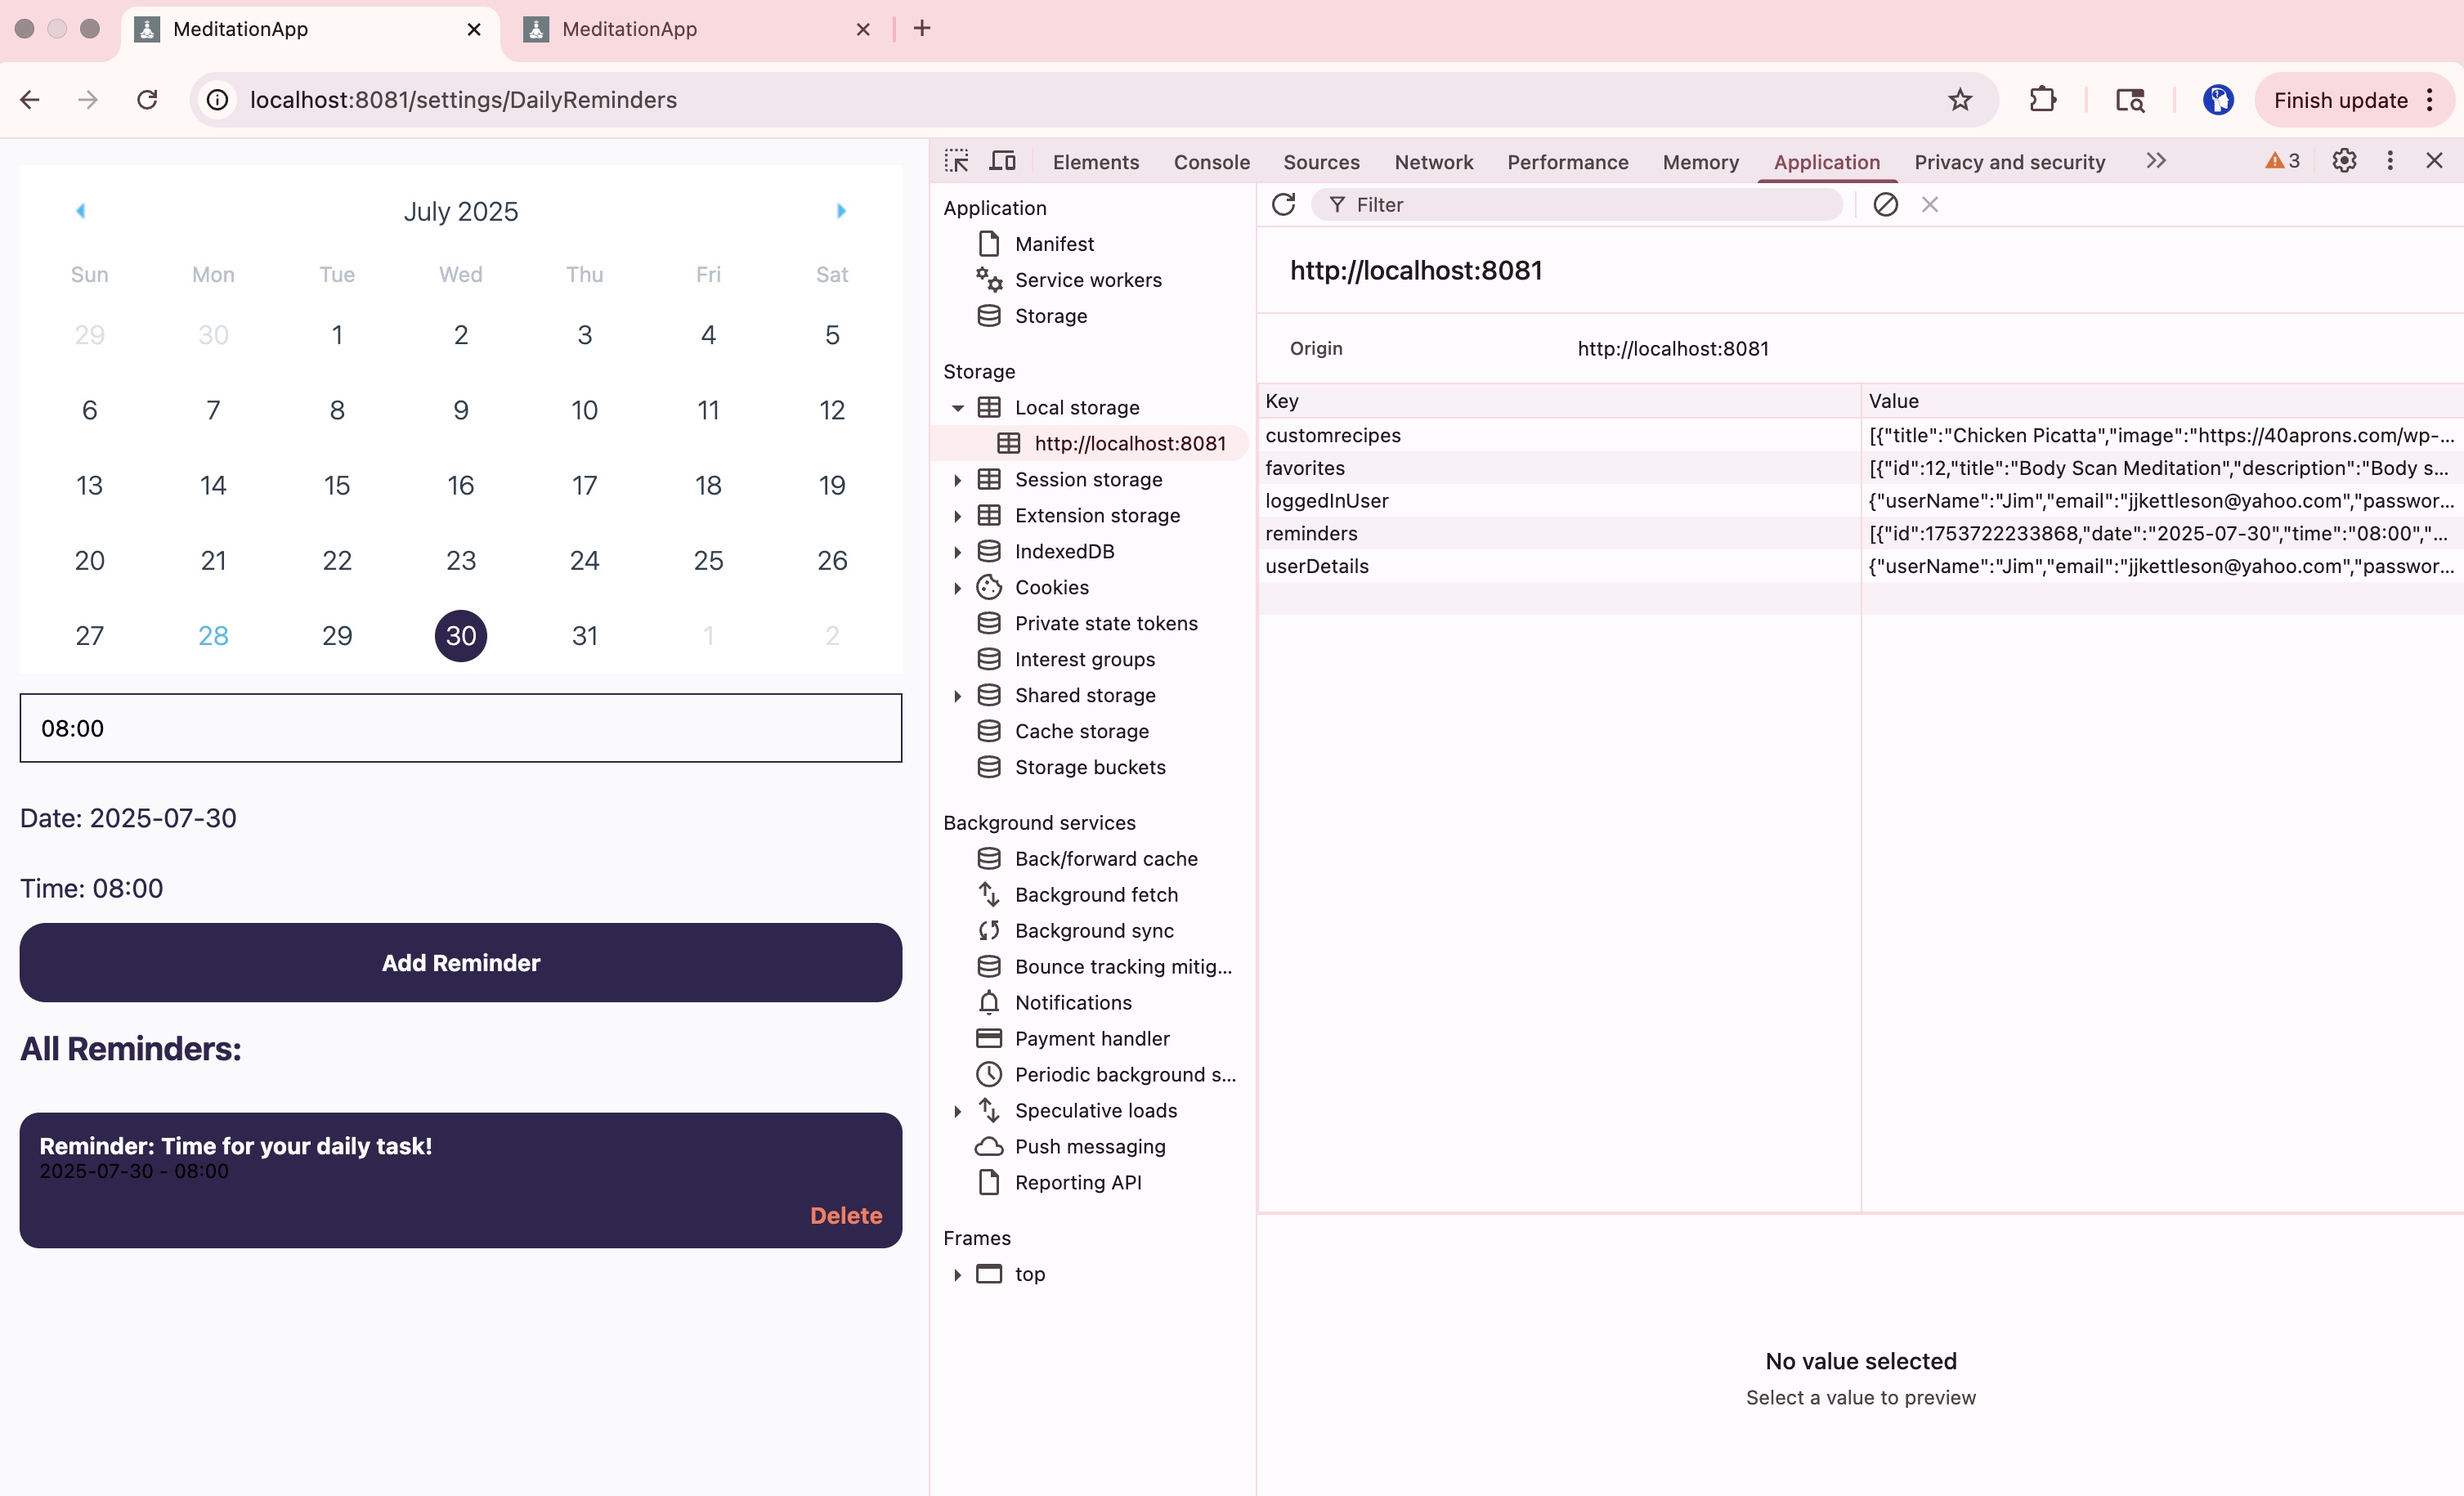 MeditationApp
MeditationApp
localhost:8081/settings/DailyReminders
Finish update
July 2025
Sun Mon Tue Wed Thu Fri Sat
29 30 1 2 3 4 5
6 7 8 9 10 11 12
13 14 15 16 17 18 19
20 21 22 23 24 25 26
27 28 29 30 31 1 2
08:00
Date: 2025-07-30
Time: 08:00
Add Reminder
All Reminders:
Reminder: Time for your daily task!
2025-07-30 - 08:00
Delete
Elements Console Sources Network Performance Memory Application Privacy and security 3
Application
Manifest
Service workers
Storage
Storage
Local storage
http://localhost:8081
Session storage
Extension storage
IndexedDB
Cookies
Private state tokens
Interest groups
Shared storage
Cache storage
Storage buckets
Background services
Back/forward cache
Background fetch
Background sync
Bounce tracking mitig...
Notifications
Payment handler
Periodic background s...
Speculative loads
Push messaging
Reporting API
Frames
top
Filter
http://localhost:8081
Origin http://localhost:8081
Key Value
customrecipes [{"title":"Chicken Picatta","image":"https://40aprons.com/wp-...
favorites [{"id":12,"title":"Body Scan Meditation","description":"Body s...
loggedInUser {"userName":"Jim","email":"jjkettleson@yahoo.com","passwor...
reminders [{"id":1753722233868,"date":"2025-07-30","time":"08:00","...
userDetails {"userName":"Jim","email":"jjkettleson@yahoo.com","passwor...
No value selected
Select a value to preview